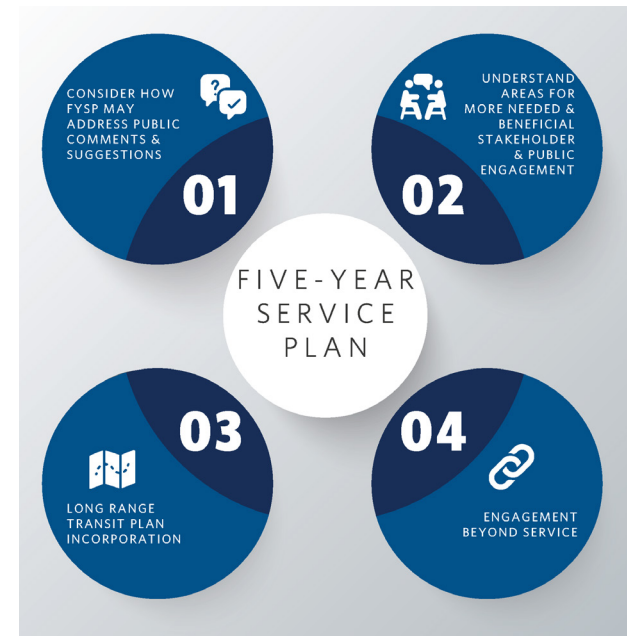 CONSIDER HOW
FYSP MAY
ADDRESS PUBLIC
COMMENTS &
SUGGESTIONS
01
UNDERSTAND
AREAS FOR
MORE NEEDED &
BENEFICIAL
STAKEHOLDER
& PUBLIC
ENGAGEMENT
02
FIVE-YEAR
SERVICE
PLAN
03
LONG RANGE
TRANSIT PLAN
INCORPORATION
04
ENGAGEMENT
BEYOND SERVICE